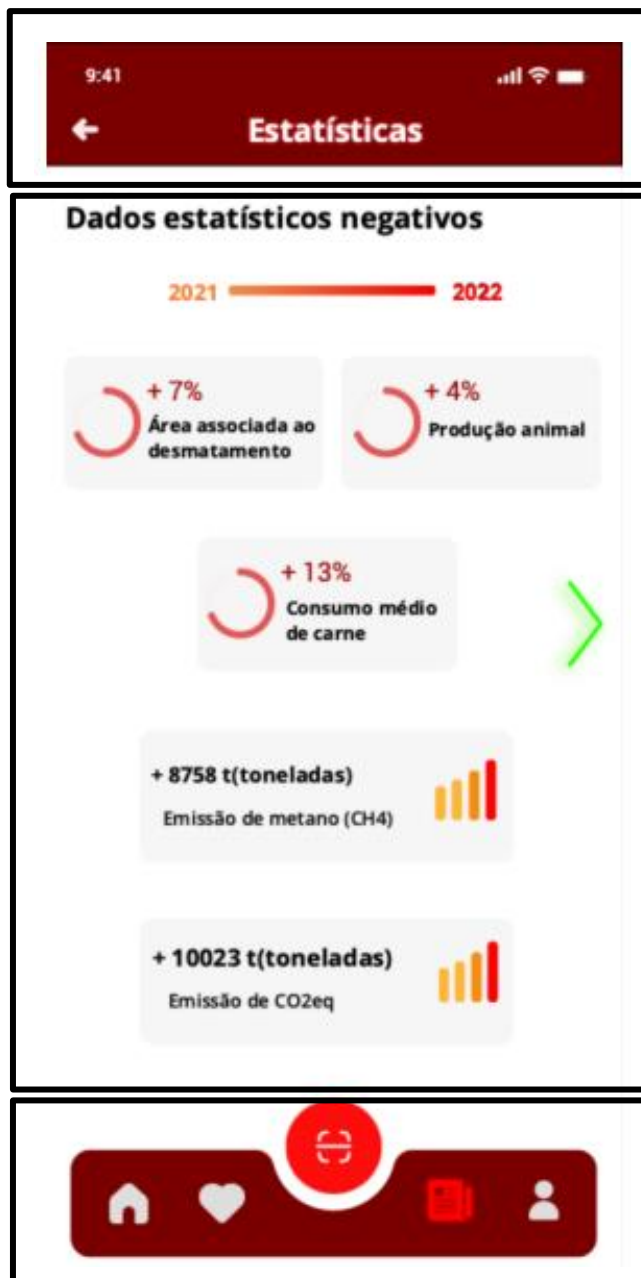 9:41
Estatísticas
Dados estatísticos negativos
2021 2022
+ 7%
Área associada ao
desmatamento
+ 4%
Produção animal
+ 13%
Consumo médio
de carne
+ 8758 t(toneladas)
Emissão de metano (CH4)
+ 10023 t(toneladas)
Emissão de CO2eq